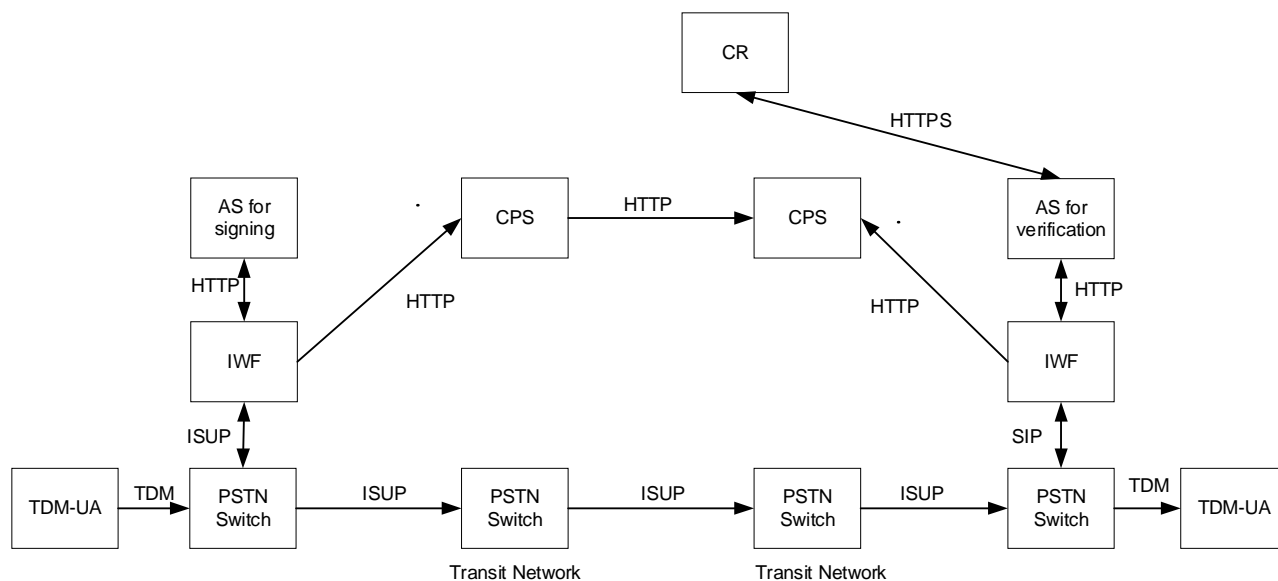 CR
HTTPS
AS for
signing
CPS
HTTP
CPS
AS for
verification
HTTP
HTTP
HTTP
HTTP
IWF
IWF
ISUP
SIP
TDM-UA
TDM
PSTN
Switch
ISUP
PSTN
Switch
ISUP
PSTN
Switch
ISUP
PSTN
Switch
TDM
TDM-UA
Transit Network
Transit Network